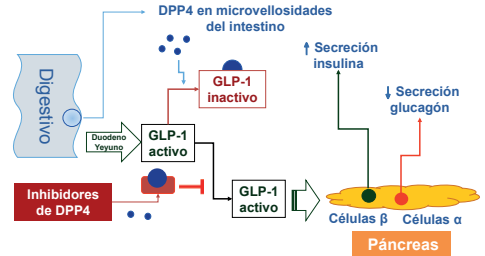 DPP4 en microvellosidades
del intestino
Digestivo
GLP-1
inactivo
↑ Secreción
insulina
↓ Secreción
glucagón
Duodeno
Yeyuno
GLP-1
activo
Inhibidores
de DPP4
GLP-1
activo
Células β
Células α
Páncreas